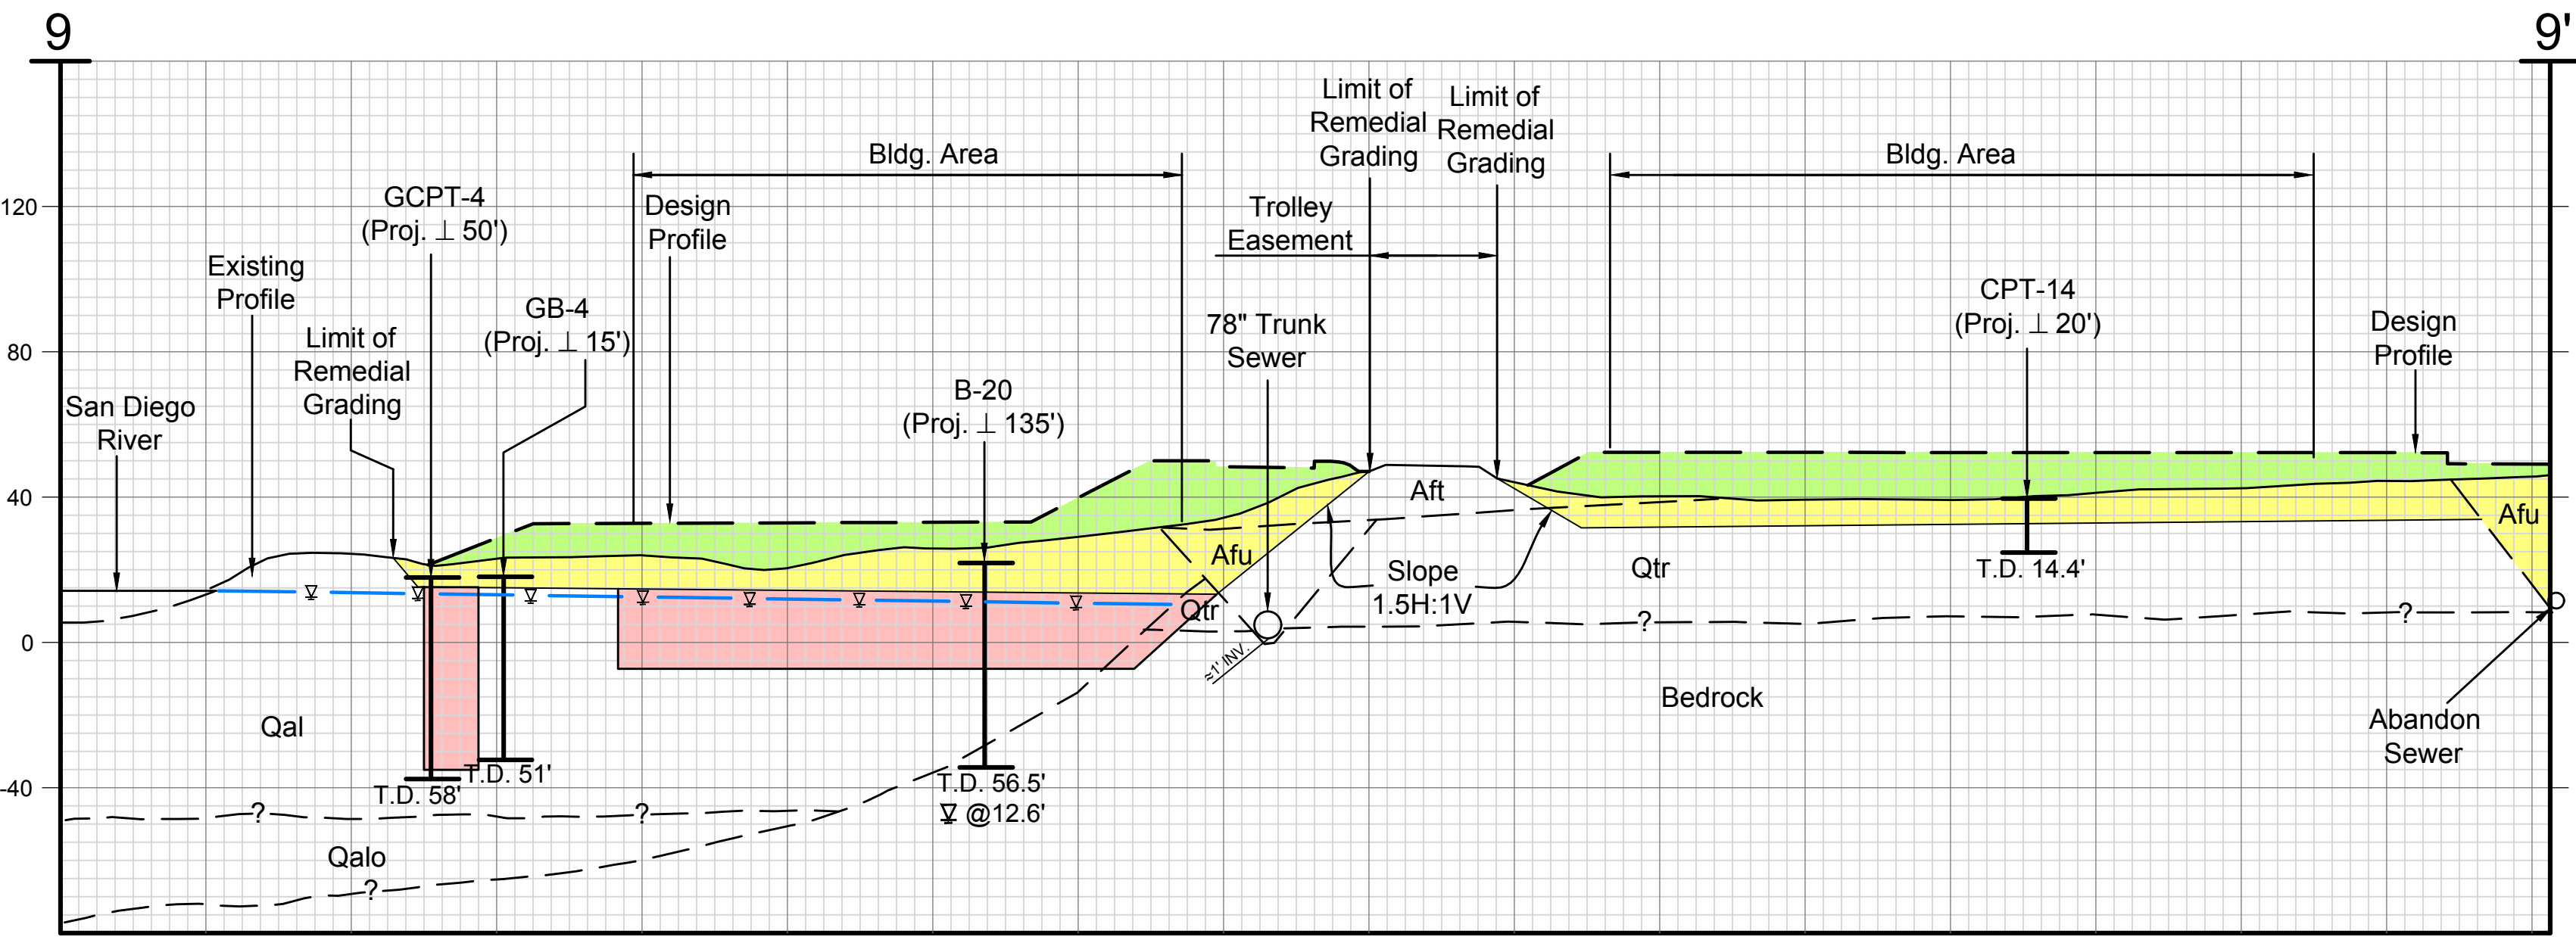 9
9'
Limit of
Remedial
Grading
Limit of
Remedial
Grading
Bldg. Area
Bldg. Area
GCPT-4
(Proj. ⊥ 50')
Design
Profile
Trolley
Easement
120
Existing
Profile
GB-4
(Proj. ⊥ 15')
CPT-14
(Proj. ⊥ 20')
Limit of
Remedial
Grading
78" Trunk
Sewer
Design
Profile
80
San Diego
River
B-20
(Proj. ⊥ 135')
40
Aft
Afu
Afu
Slope
1.5H:1V
Qtr
T.D. 14.4'
Qtr
?
?
0
≈1' INV.
Bedrock
Qal
Abandon
Sewer
T.D. 51'
T.D. 58'
T.D. 56.5'
@12.6'
-40
?
?
Qalo
?